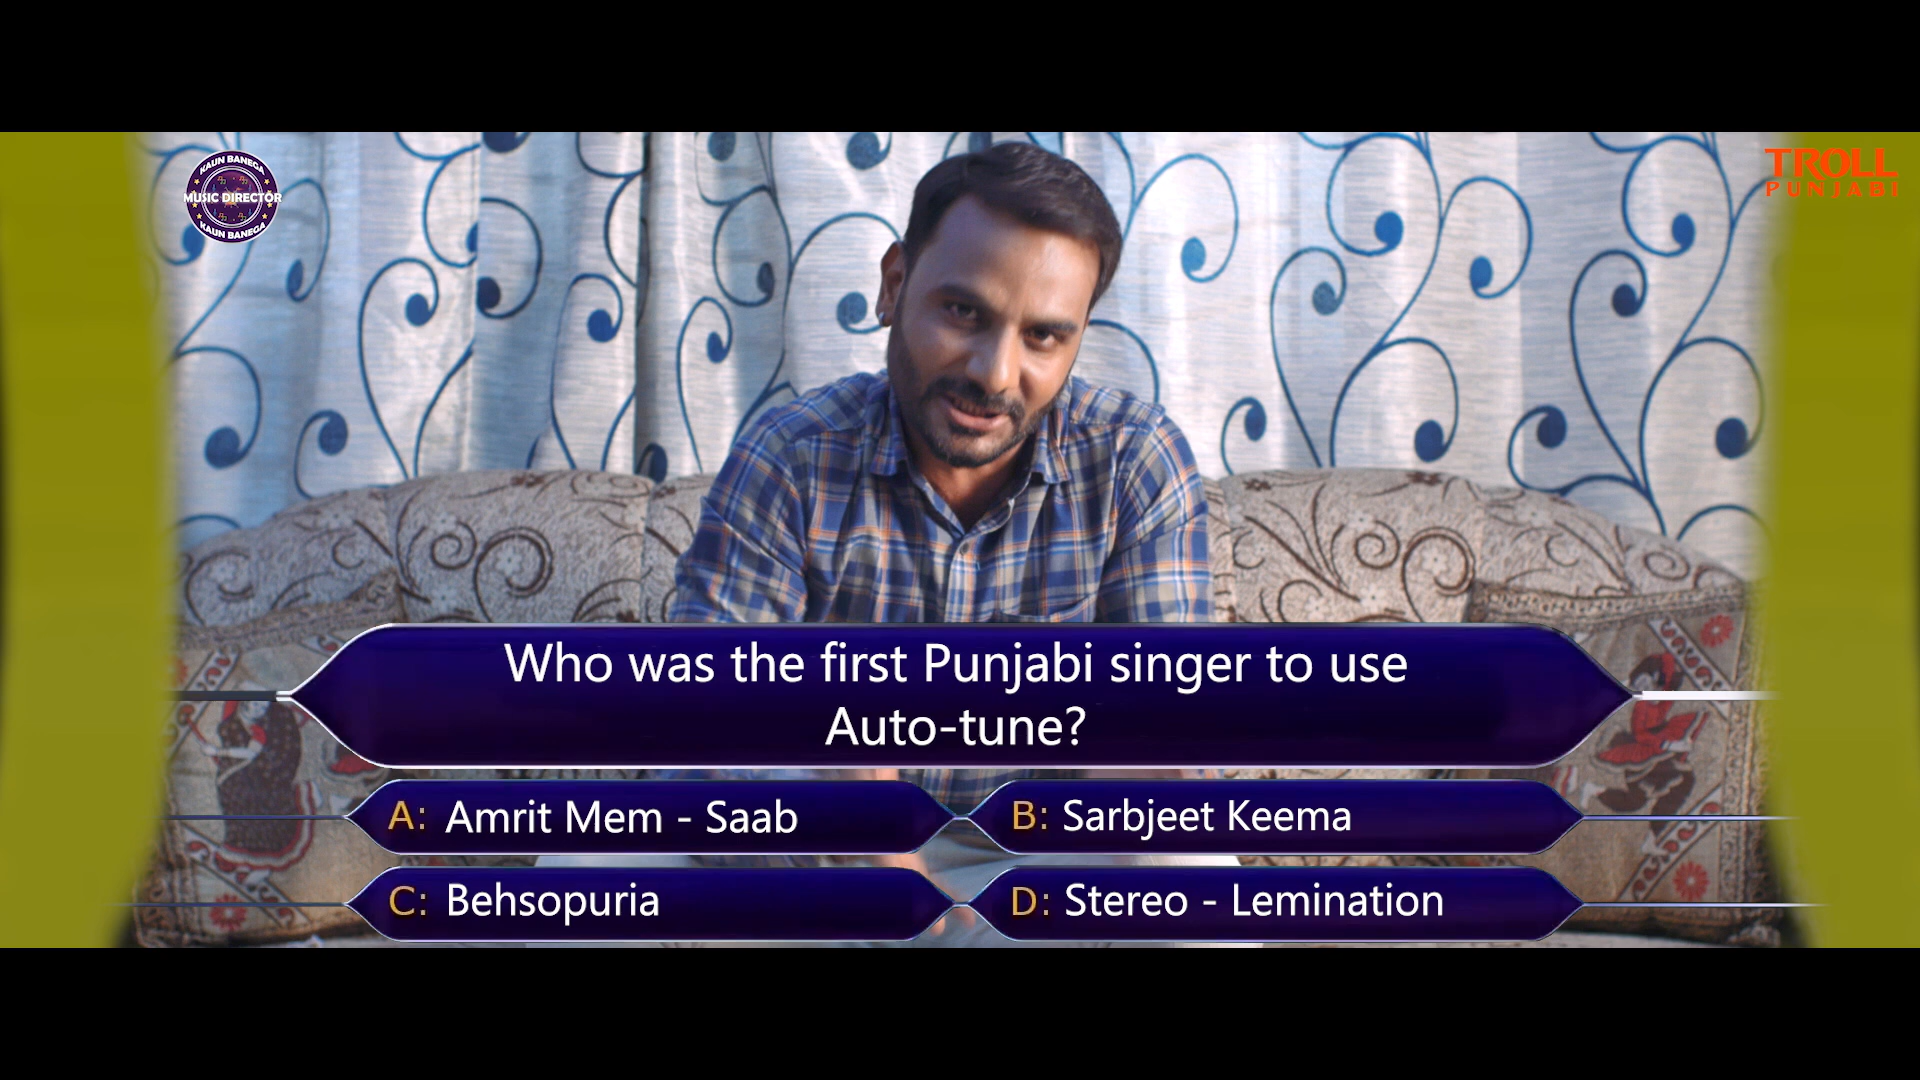 KAUN BANEGA
MUSIC DIRECTOR
KAUN BANEGA
TROLL
PUNJABI
Who was the first Punjabi singer to use
Auto-tune?
A: Amrit Mem - Saab
B: Sarbjeet Keema
C: Behsopuria
D: Stereo - Lemination